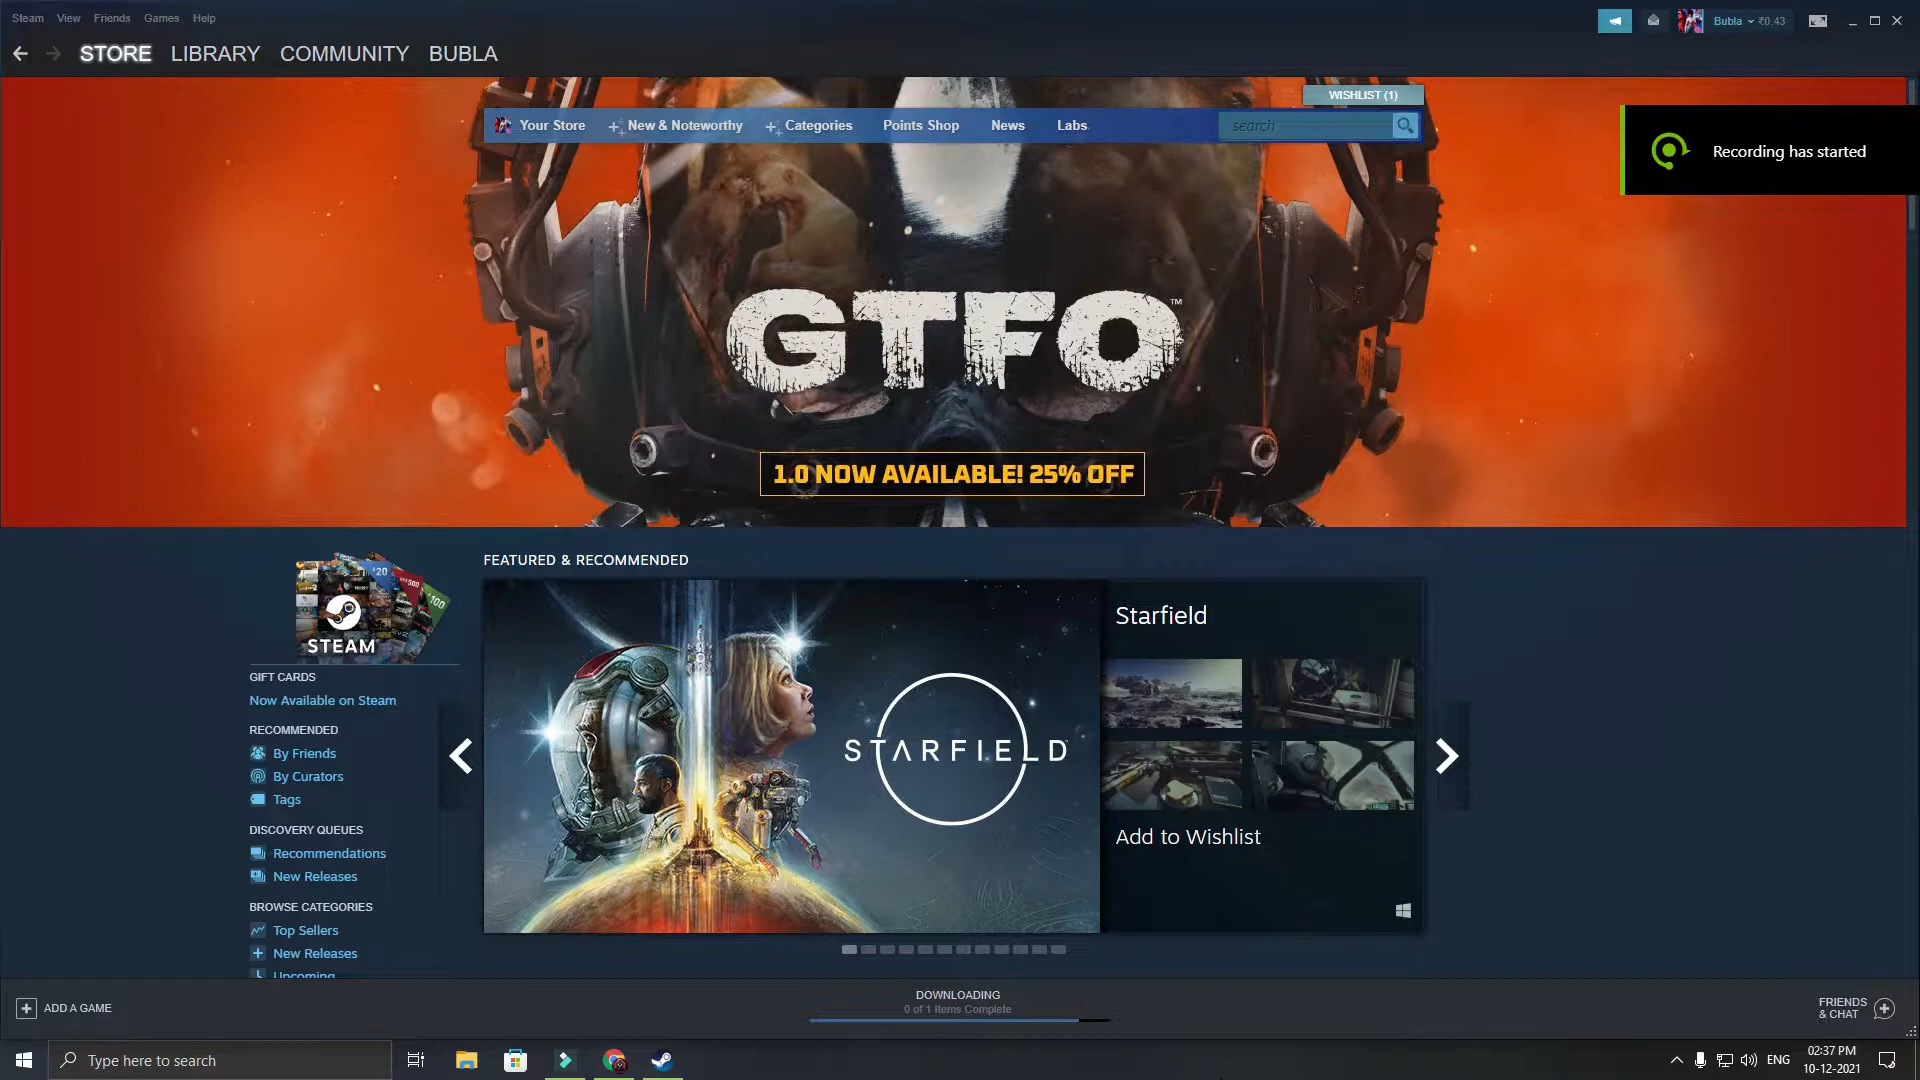 Steam View Friends Games Help
Bubla ₹0.43
STORE LIBRARY COMMUNITY BUBLA
WISHLIST (1)
Your Store New & Noteworthy Categories Points Shop News Labs
search
Recording has started
GTFO™
1.0 NOW AVAILABLE! 25% OFF
FEATURED & RECOMMENDED
STEAM
GIFT CARDS
Now Available on Steam
RECOMMENDED
By Friends
By Curators
Tags
DISCOVERY QUEUES
Recommendations
New Releases
BROWSE CATEGORIES
Top Sellers
New Releases
Upcoming
STARFIELD
Starfield
Add to Wishlist
ADD A GAME
DOWNLOADING
0 of 1 Items Complete
FRIENDS
& CHAT
Type here to search
ENG
02:37 PM
10-12-2021